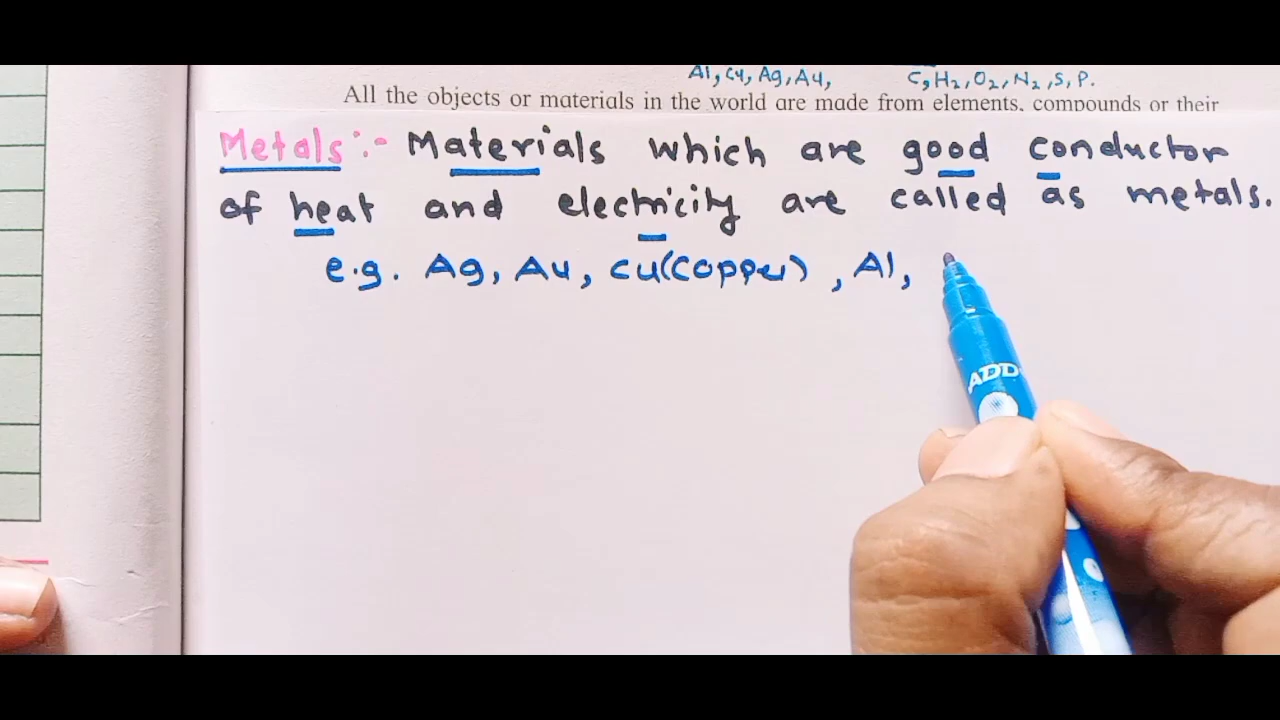 Al, Cu, Ag, Au, C, H₂, O₂, N₂, S, P.
All the objects or materials in the world are made from elements, compounds or their
Metals :- Materials which are good conductor
of heat and electricity are called as metals.
e.g. Ag, Au, Cu(Copper), Al,
ADD